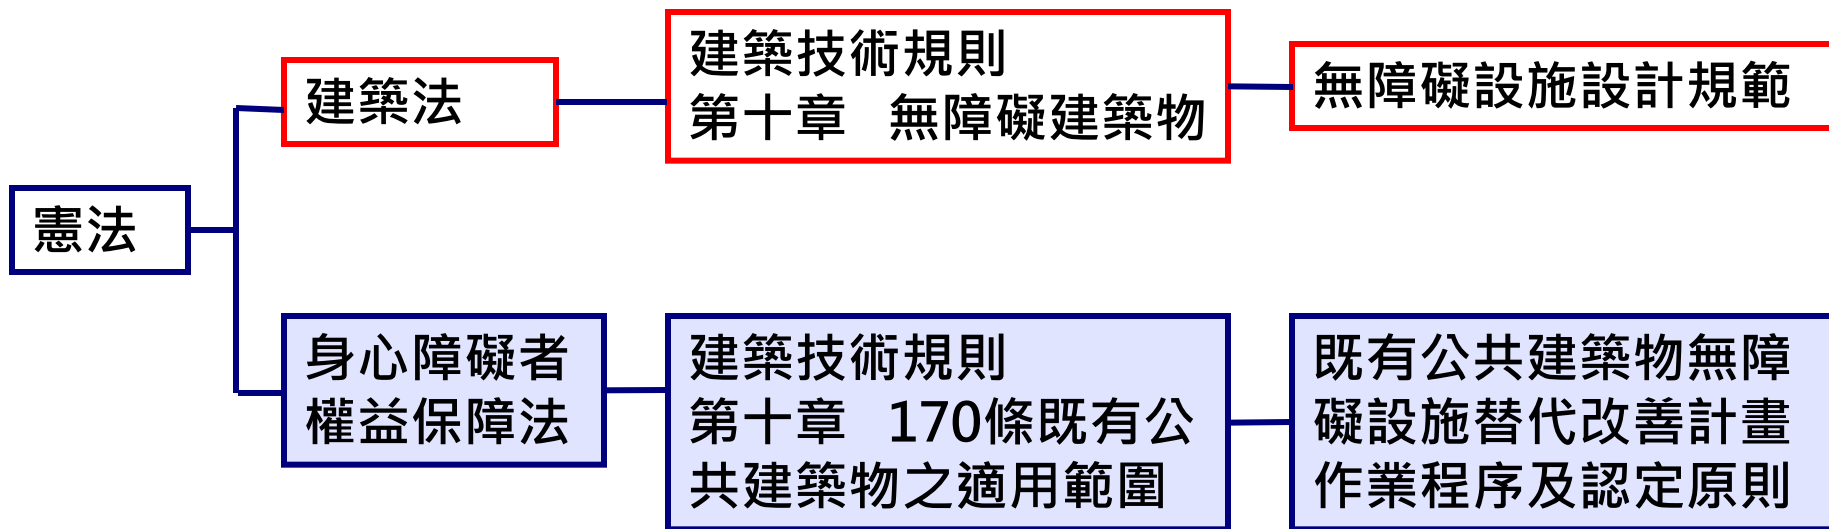 憲法
建築法
建築技術規則
第十章 無障礙建築物
無障礙設施設計規範
身心障礙者
權益保障法
建築技術規則
第十章 170條既有公
共建築物之適用範圍
既有公共建築物無障
礙設施替代改善計畫
作業程序及認定原則